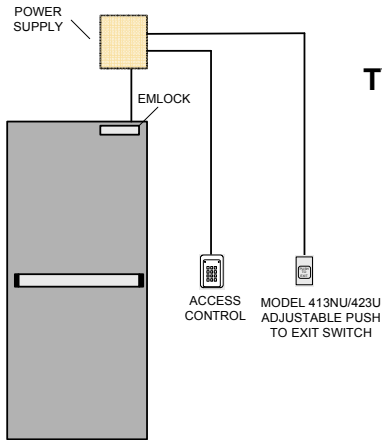 POWER
SUPPLY
T
EMLOCK
ACCESS
CONTROL
MODEL 413NU/423U
ADJUSTABLE PUSH
TO EXIT SWITCH